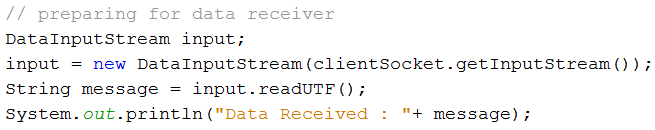 // preparing for data receiver
DataInputStream input;
input = new DataInputStream(clientSocket.getInputStream());
String message = input.readUTF();
System.out.println("Data Received : "+ message);